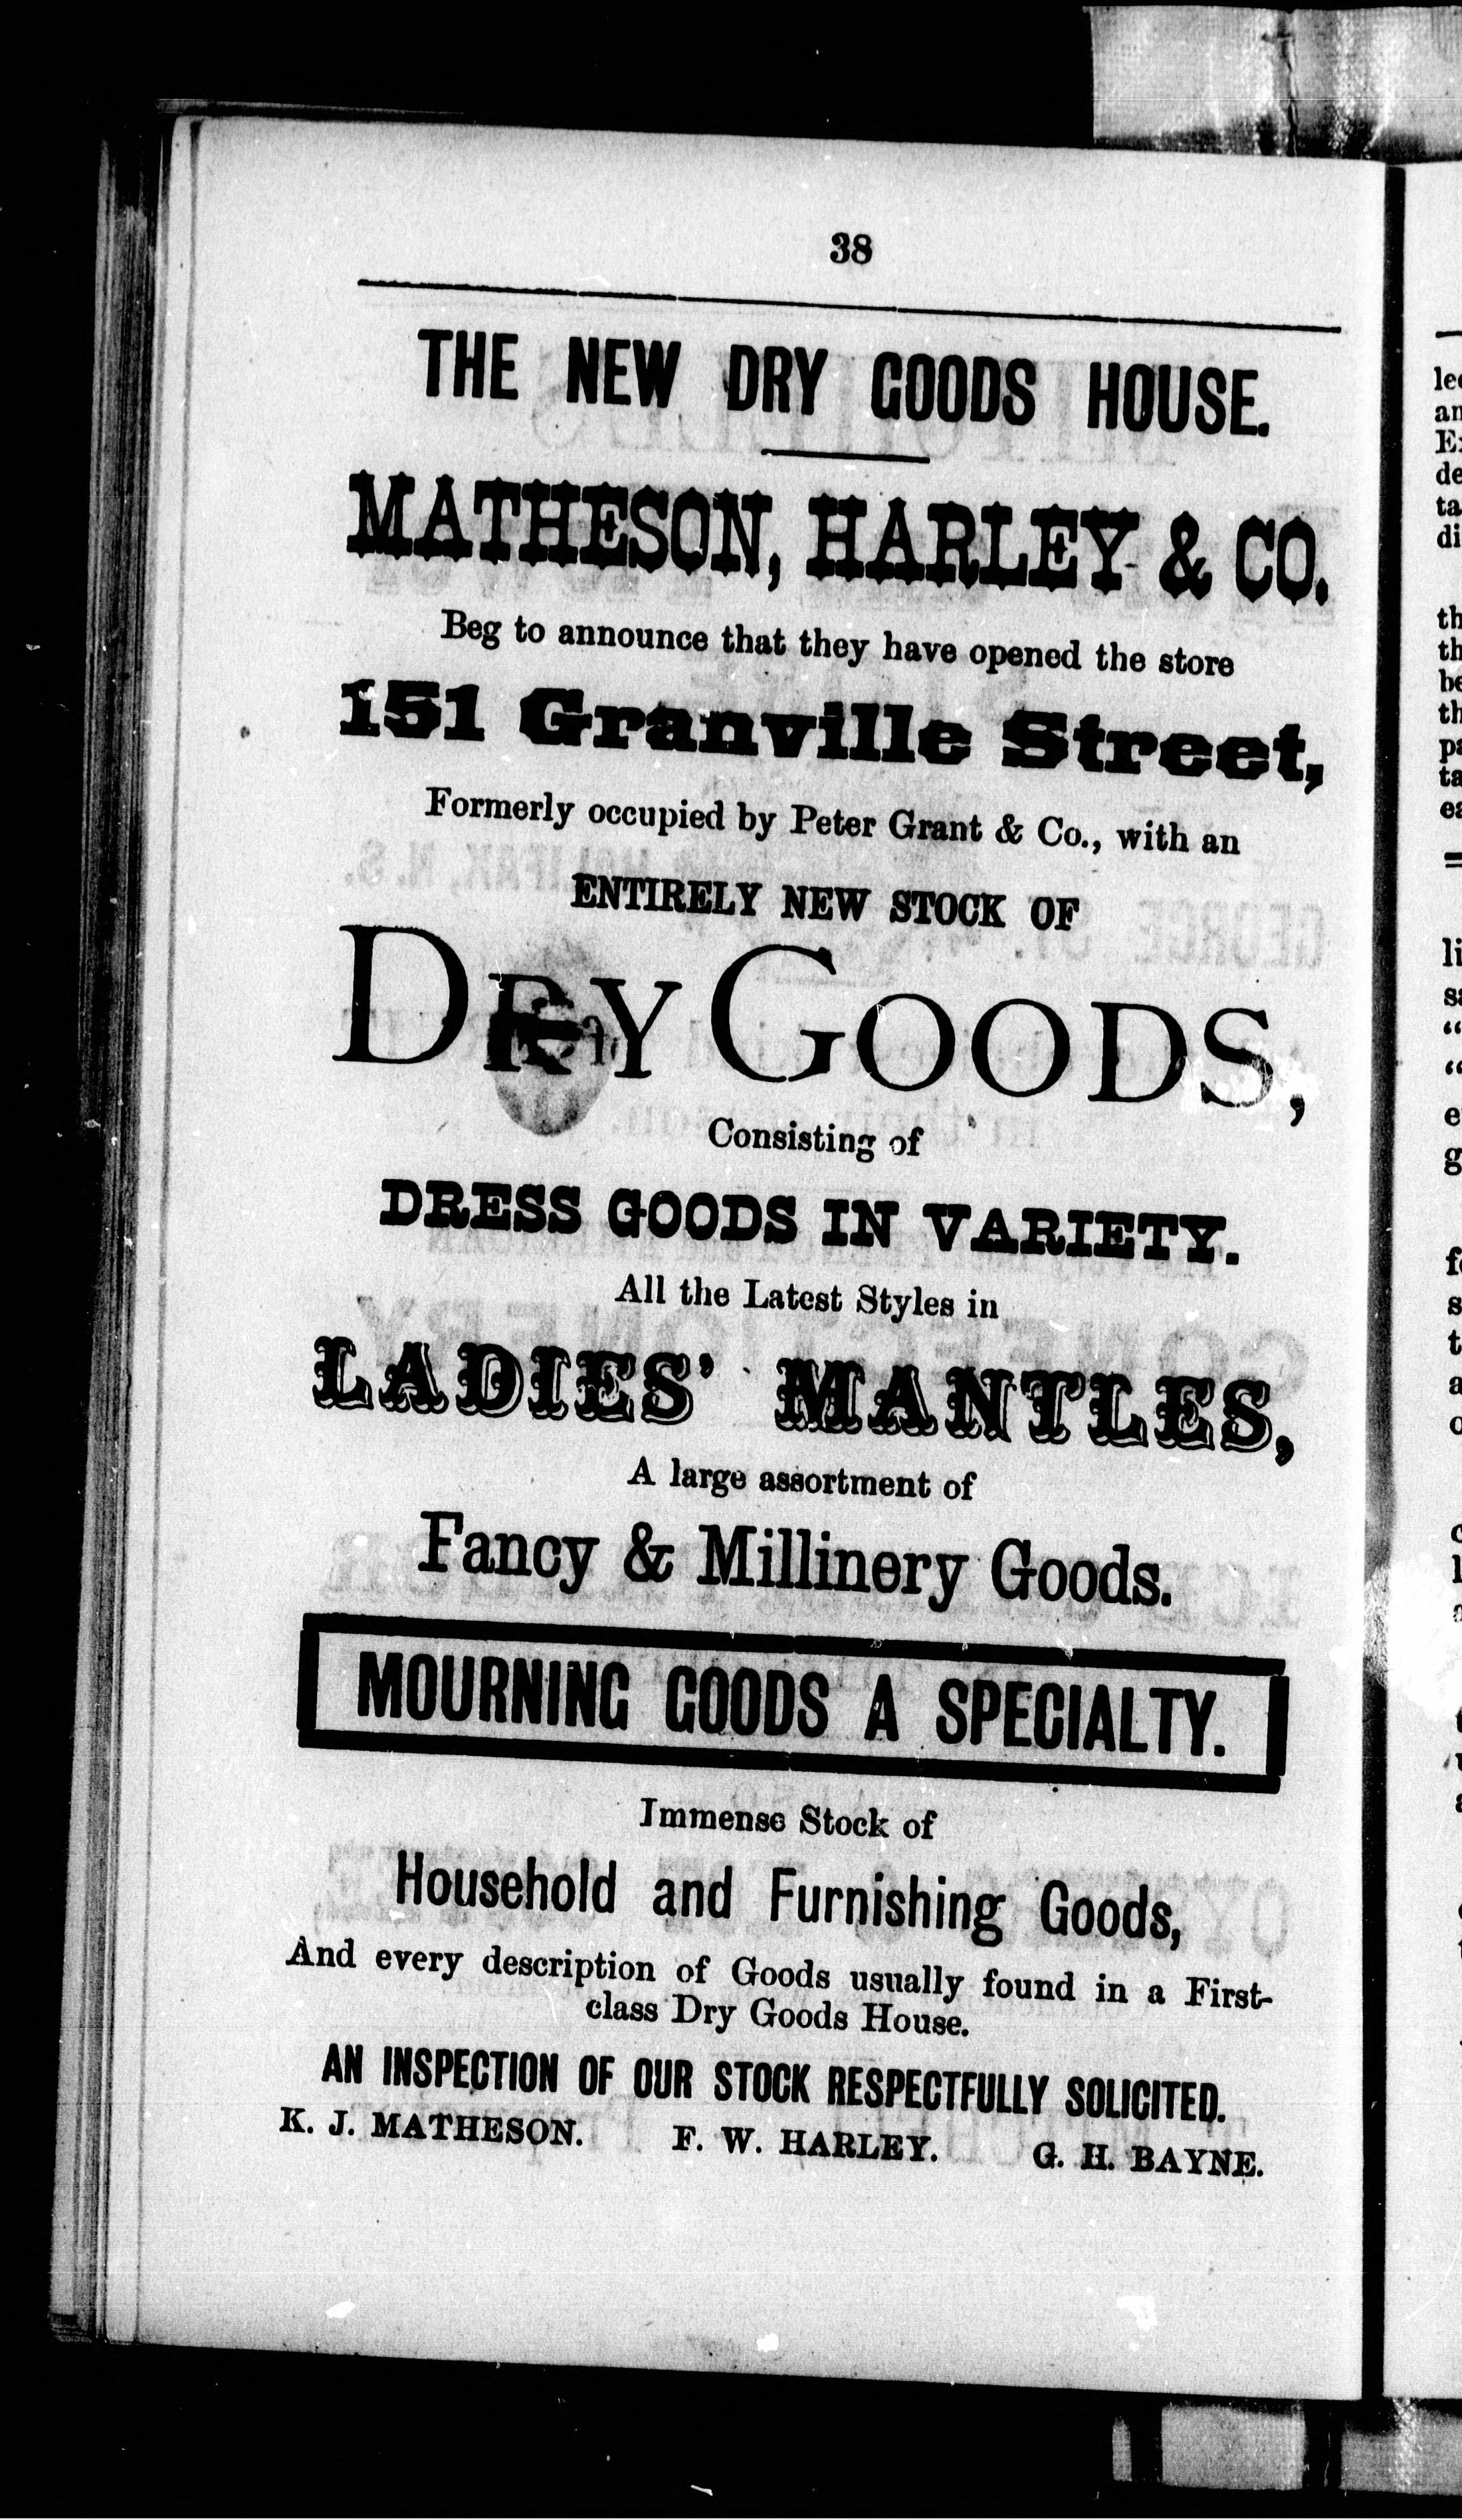 38
THE NEW DRY GOODS HOUSE.
MATHESON, HARLEY & CO.
Beg to announce that they have opened the store
151 Granville Street,
Formerly occupied by Peter Grant & Co., with an
ENTIRELY NEW STOCK OF
DRY GOODS,
Consisting of
DRESS GOODS IN VARIETY.
All the Latest Styles in
LADIES' MANTLES,
A large assortment of
Fancy & Millinery Goods.
MOURNING GOODS A SPECIALTY.
Immense Stock of
Household and Furnishing Goods,
And every description of Goods usually found in a First-
class Dry Goods House.
AN INSPECTION OF OUR STOCK RESPECTFULLY SOLICITED.
K. J. MATHESON. F. W. HARLEY. G. H. BAYNE.